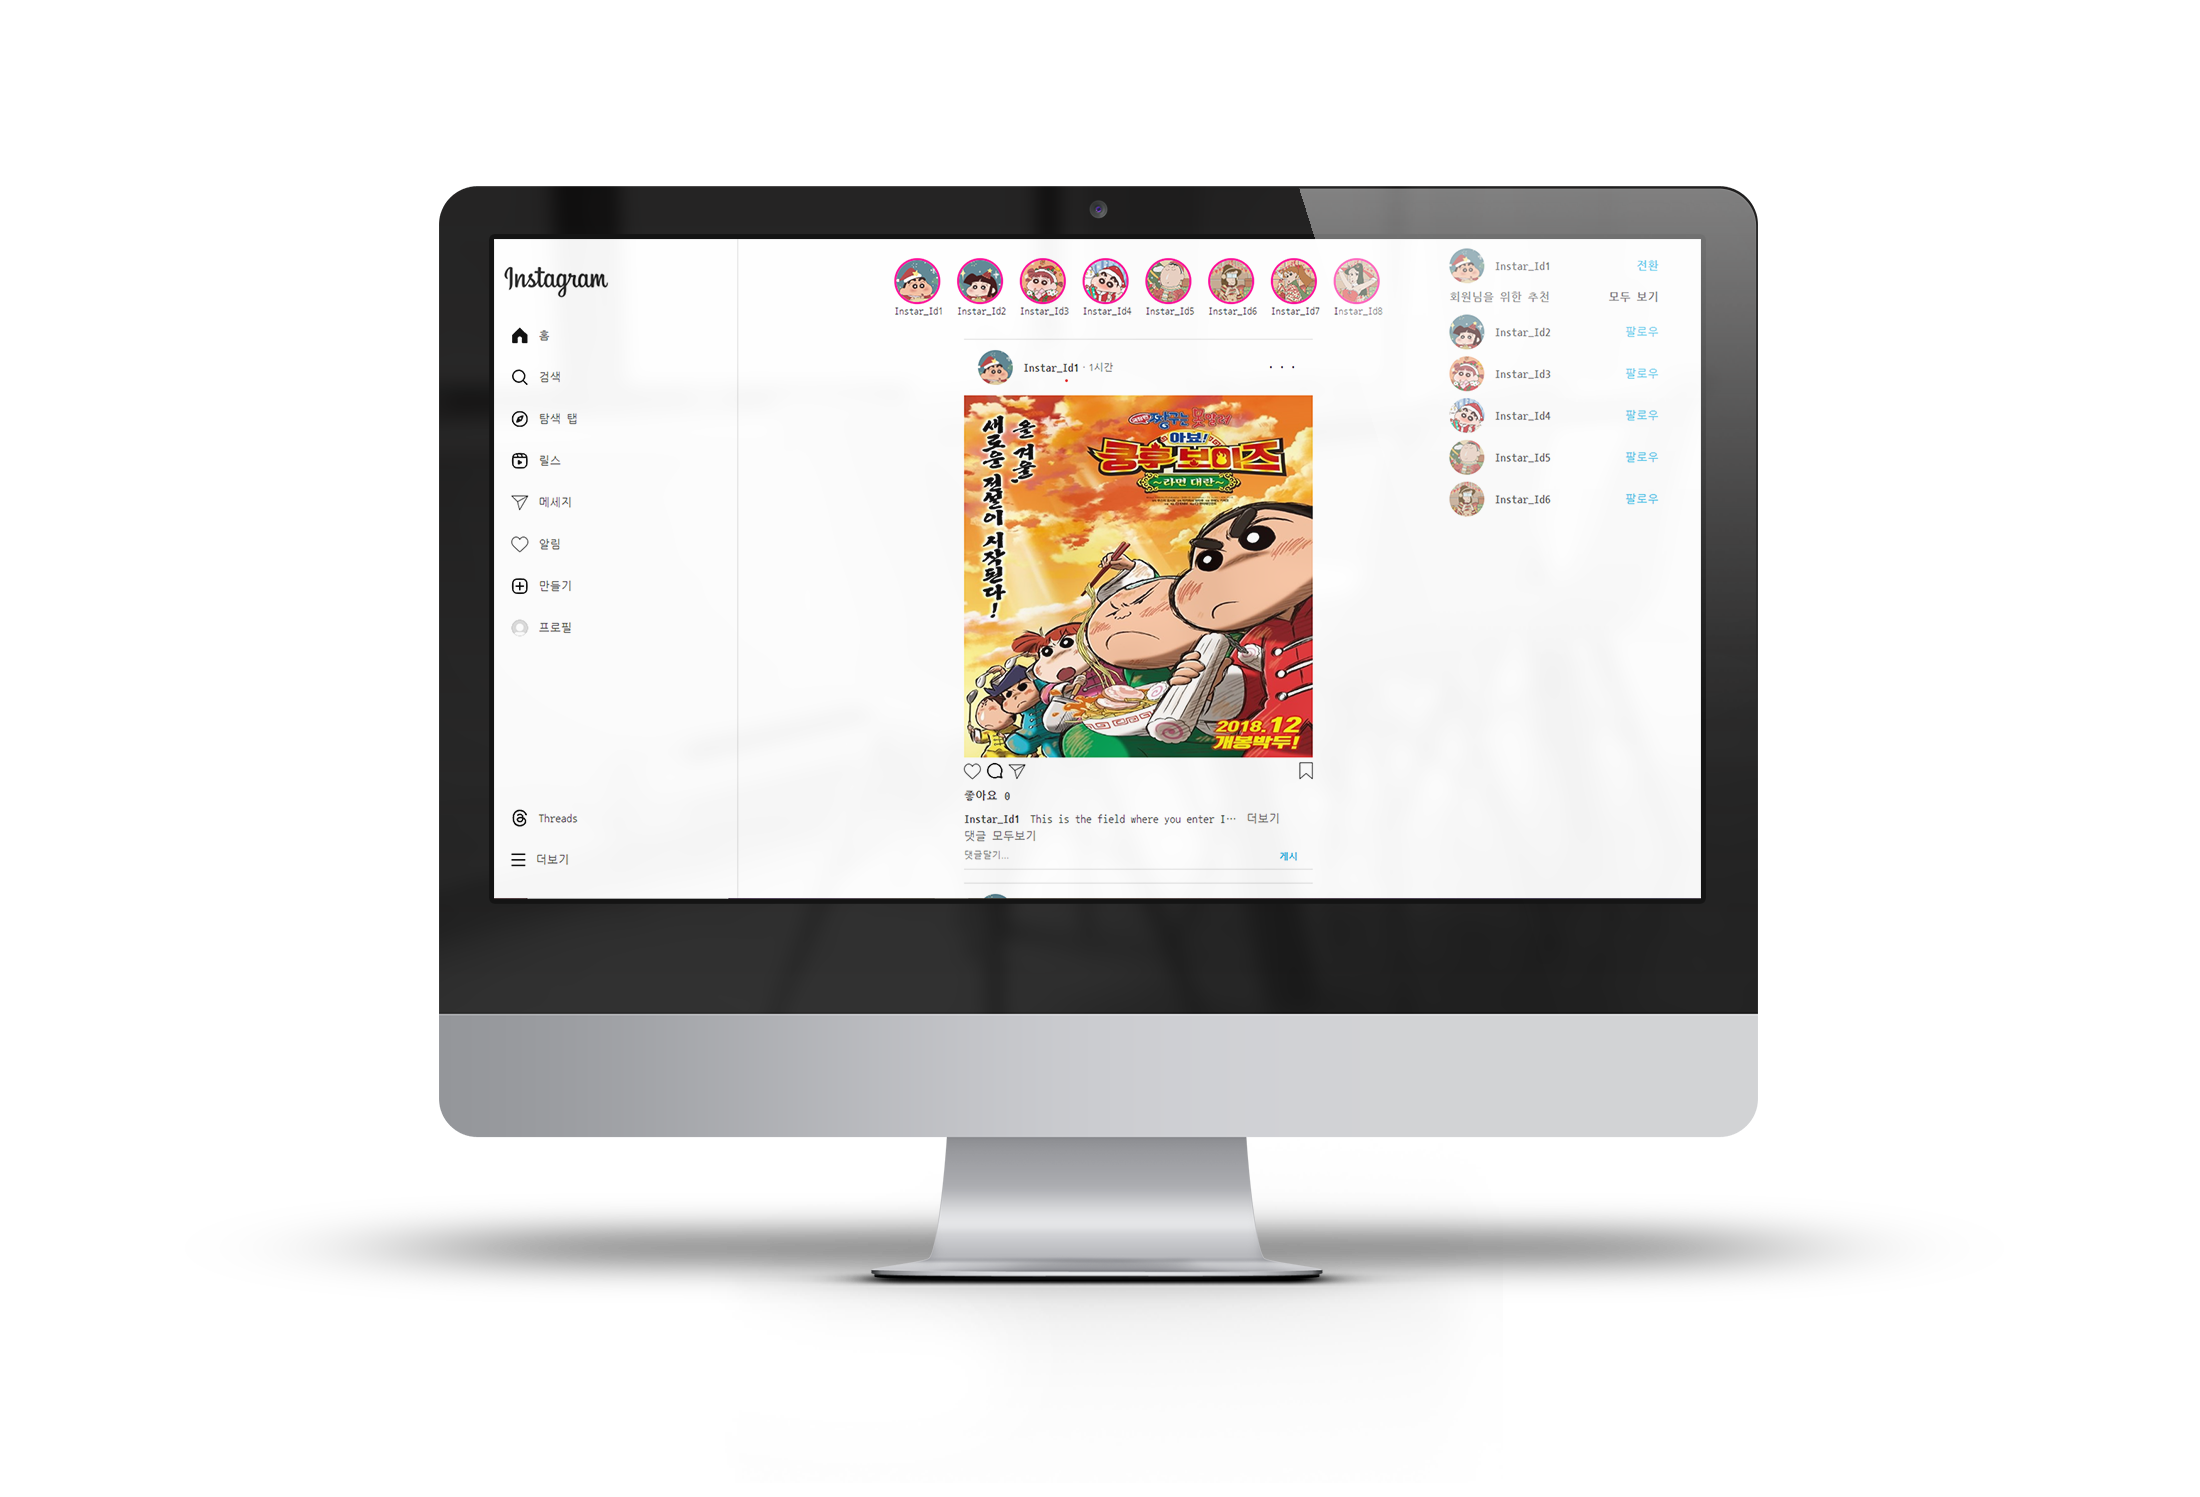 Instagram
홈
검색
탐색 탭
릴스
메세지
알림
만들기
프로필
Threads
더보기
Instar_Id1 Instar_Id2 Instar_Id3 Instar_Id4 Instar_Id5 Instar_Id6 Instar_Id7 Instar_Id8
Instar_Id1 · 1시간 · · ·
올 겨울,
새로운 전설이 시작된다!
짱구는 못말려
아뵤!
쿵후 보이즈
~라면 대란~
2018.12
개봉박두!
좋아요 0
Instar_Id1 This is the field where you enter I… 더보기
댓글 모두보기
댓글달기...
게시
Instar_Id1 전환
회원님을 위한 추천 모두 보기
Instar_Id2 팔로우
Instar_Id3 팔로우
Instar_Id4 팔로우
Instar_Id5 팔로우
Instar_Id6 팔로우